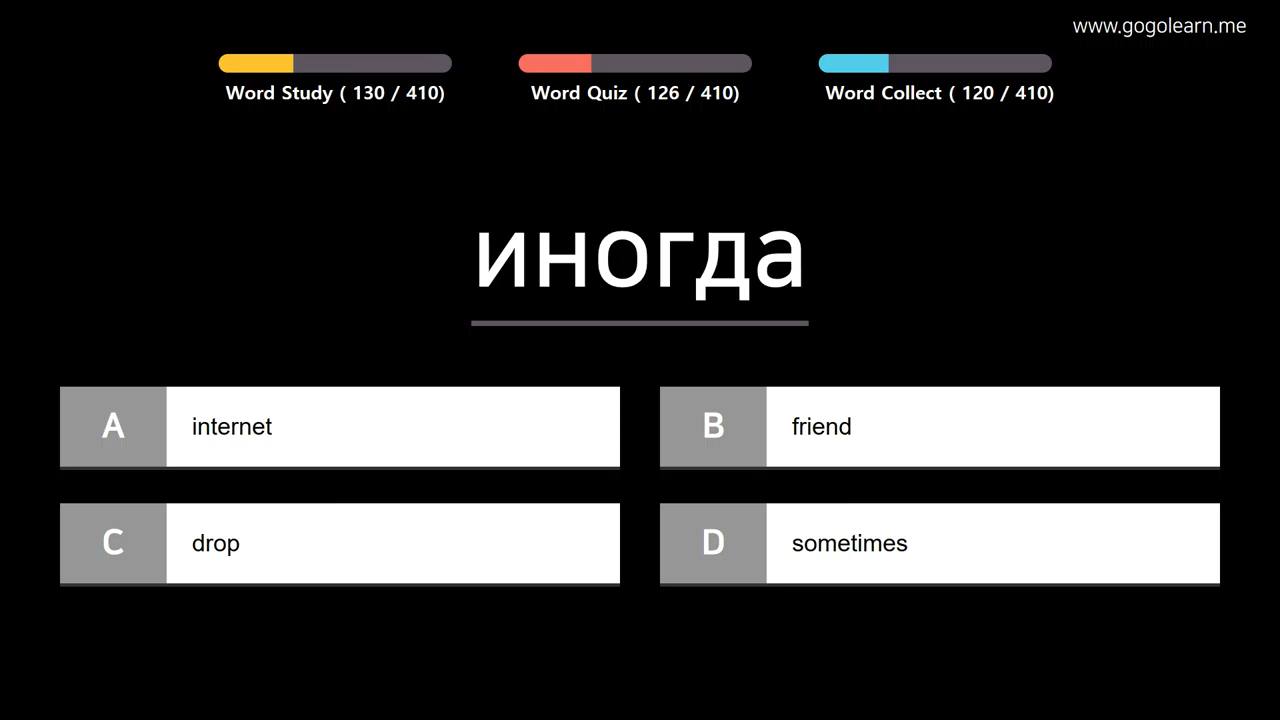 www.gogolearn.me
Word Study ( 130 / 410)
Word Quiz ( 126 / 410)
Word Collect ( 120 / 410)
иногда
A internet
B friend
C drop
D sometimes